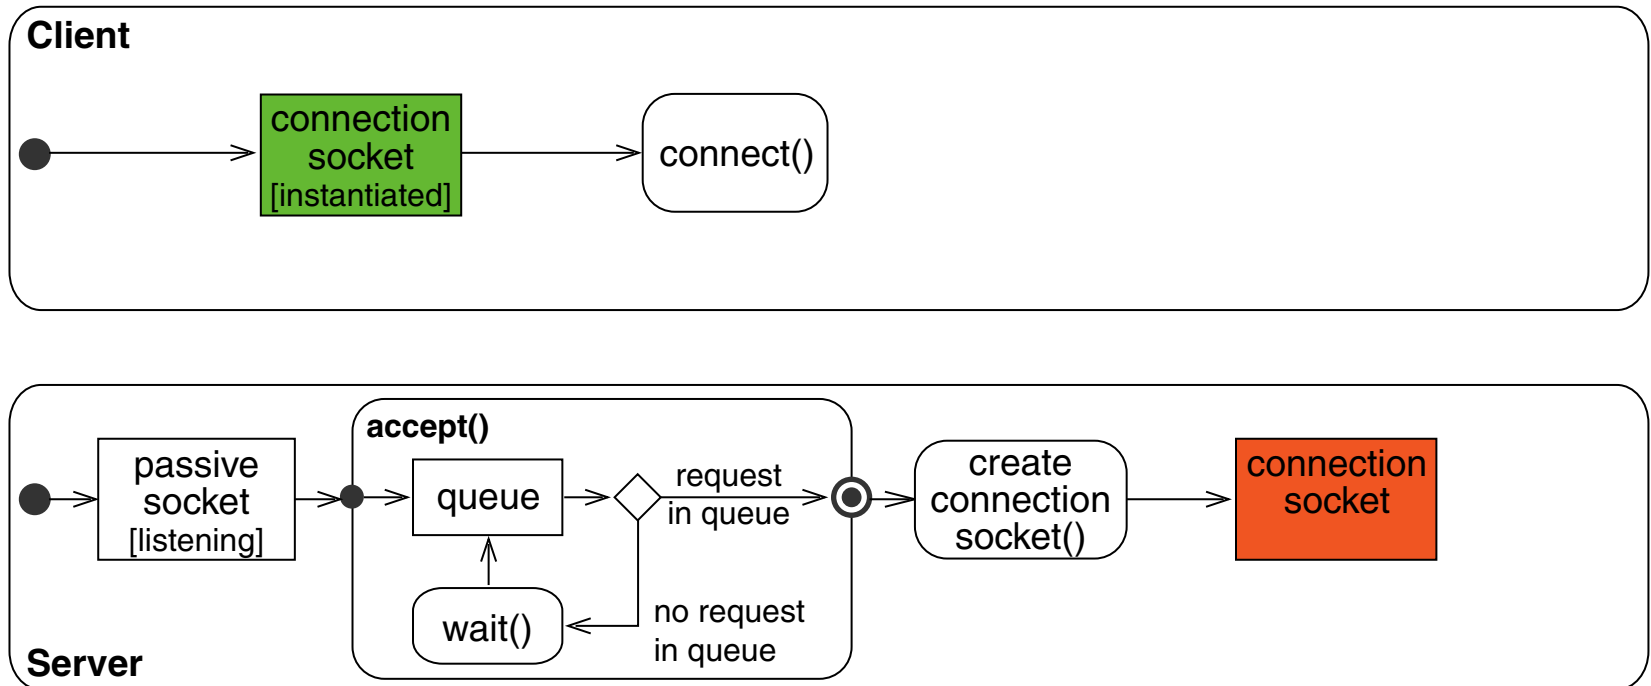 Client
connection
socket
[instantiated]
connect()
accept()
passive
socket
[listening]
queue
request
in queue
wait()
no request
in queue
create
connection
socket()
connection
socket
Server